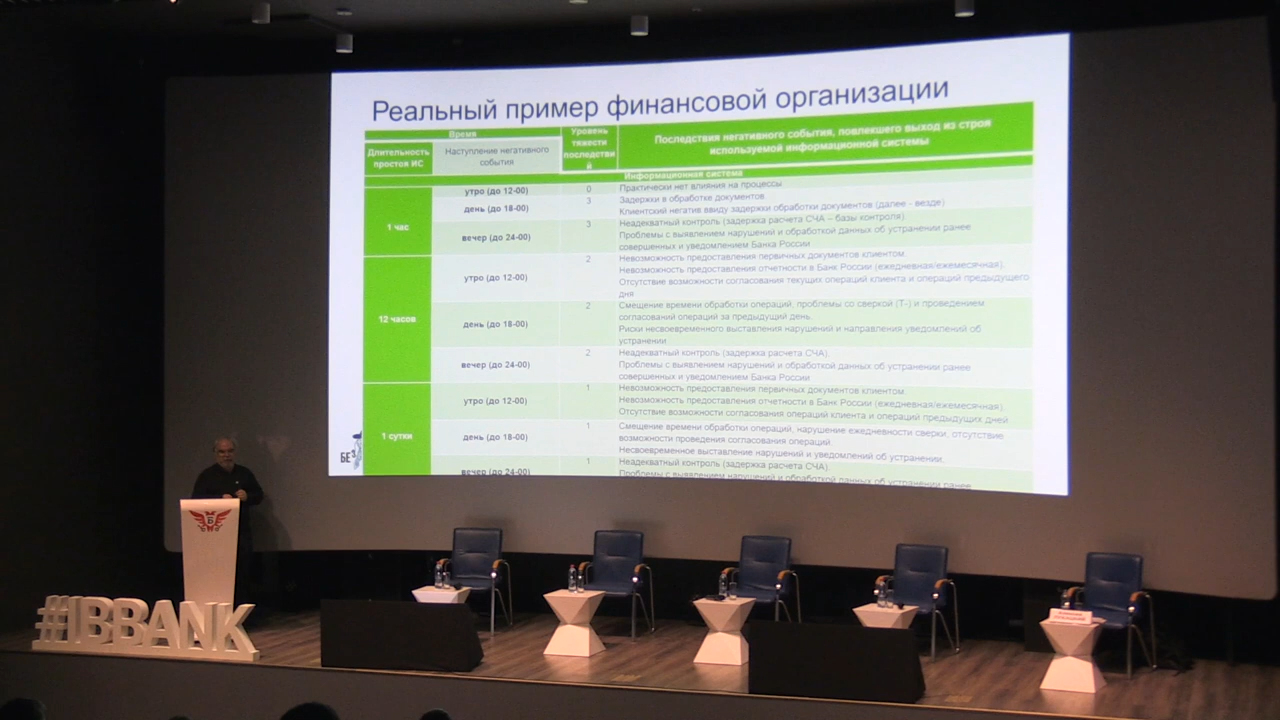 Реальный пример финансовой организации
Время
Уровень тяжести последствий
Последствия негативного события, повлекшего выход из строя
используемой информационной системы
Длительность
простоя ИС
Наступление негативного
события
Информационная система
1 час
утро (до 12-00)
0
Практически нет влияния на процессы
день (до 18-00)
3
Задержки в обработке документов
Клиентский негатив ввиду задержки обработки документов (далее - везде)
вечер (до 24-00)
3
Неадекватный контроль (задержка расчета СЧА – базы контроля).
Проблемы с выявлением нарушений и обработкой данных об устранении ранее
совершенных и уведомлением Банка России
12 часов
утро (до 12-00)
2
Невозможность предоставления первичных документов клиентом.
Невозможность предоставления отчетности в Банк России (ежедневная/ежемесячная).
Отсутствие возможности согласования текущих операций клиента и операций предыдущего
дня
день (до 18-00)
2
Смещение времени обработки операций, проблемы со сверкой (Т-) и проведением
согласований операций за предыдущий день.
Риски несвоевременного выставления нарушений и направления уведомлений об
устранении
вечер (до 24-00)
2
Неадекватный контроль (задержка расчета СЧА).
Проблемы с выявлением нарушений и обработкой данных об устранении ранее
совершенных и уведомлением Банка России
1 сутки
утро (до 12-00)
1
Невозможность предоставления первичных документов клиентом.
Невозможность предоставления отчетности в Банк России (ежедневная/ежемесячная).
Отсутствие возможности согласования операций клиента и операций предыдущих дней
день (до 18-00)
1
Смещение времени обработки операций, нарушение ежедневности сверки, отсутствие
возможности проведения согласования операций.
Несвоевременное выставление нарушений и уведомлений об устранении.
вечер (до 24-00)
1
Неадекватный контроль (задержка расчета СЧА).
Проблемы с выявлением нарушений и обработкой данных об устранении ранее
БЕЗ
Б
#IBBANK